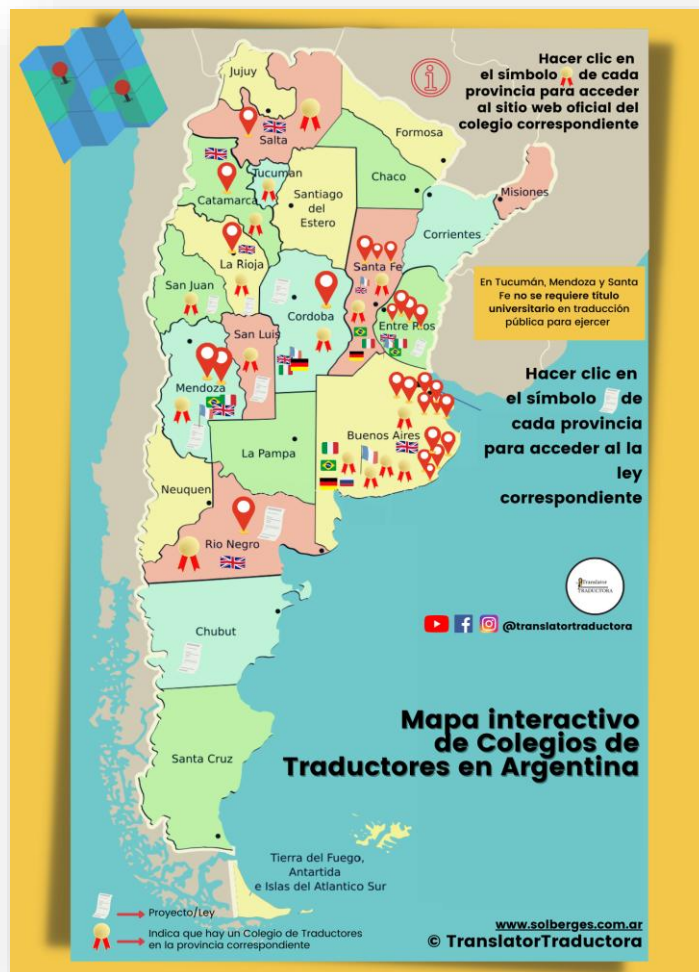 Hacer clic en
el símbolo de cada
provincia para acceder
al sitio web oficial del
colegio correspondiente
Jujuy
Salta
Formosa
Tucuman
Chaco
Catamarca
Santiago
del
Estero
Misiones
Corrientes
La Rioja
Santa Fe
San Juan
Cordoba
Entre Rios
En Tucumán, Mendoza y Santa
Fe no se requiere título
universitario en traducción
pública para ejercer
San Luis
Mendoza
Hacer clic en
el símbolo de
cada provincia
para acceder al la
ley
correspondiente
Buenos Aires
La Pampa
Neuquen
Rio Negro
Translator
TRADUCTORA
@translatortraductora
Chubut
Mapa interactivo
de Colegios de
Traductores en Argentina
Santa Cruz
Tierra del Fuego,
Antartida
e Islas del Atlantico Sur
Proyecto/Ley
Indica que hay un Colegio de Traductores
en la provincia correspondiente
www.solberges.com.ar
© TranslatorTraductora